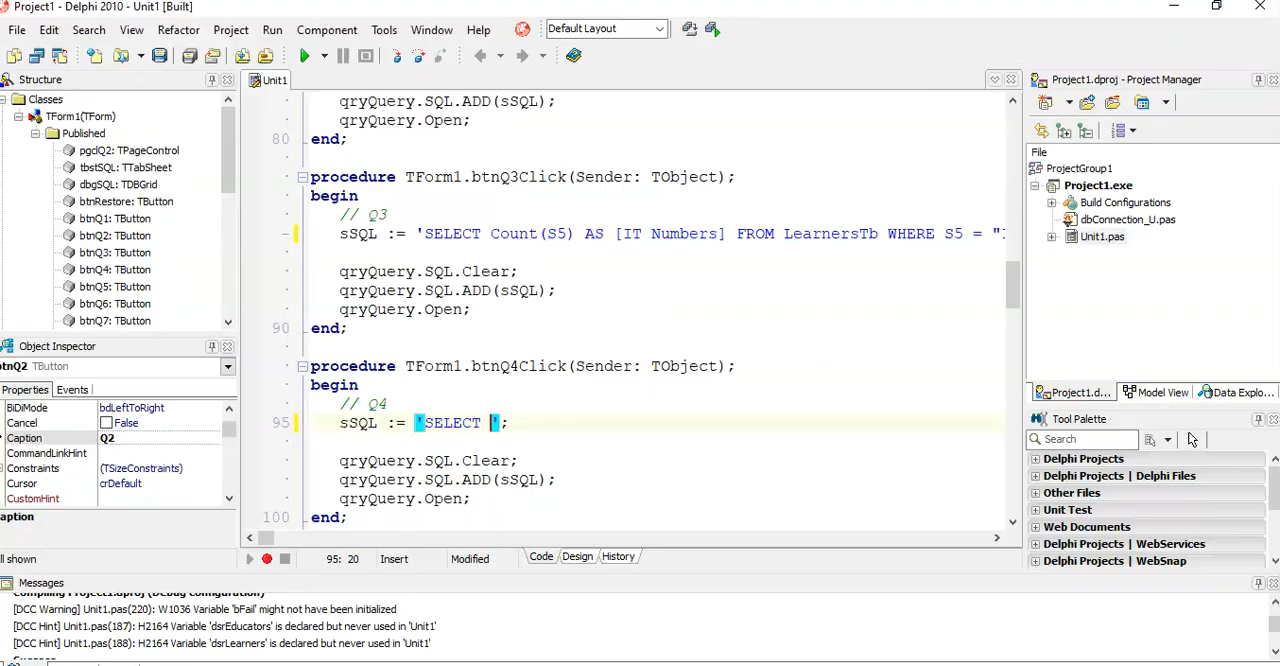 Project1 - Delphi 2010 - Unit1 [Built]
File Edit Search View Refactor Project Run Component Tools Window Help Default Layout
Structure
Classes
TForm1(TForm)
Published
pgclQ2: TPageControl
tbstSQL: TTabSheet
dbgSQL: TDBGrid
btnRestore: TButton
btnQ1: TButton
btnQ2: TButton
btnQ3: TButton
btnQ4: TButton
btnQ5: TButton
btnQ6: TButton
btnQ7: TButton
Object Inspector
tnQ2 TButton
Properties Events
BiDiMode bdLeftToRight
Cancel False
Caption Q2
CommandLinkHint
Constraints (TSizeConstraints)
Cursor crDefault
CustomHint
aption
ll shown
Unit1
qryQuery.SQL.ADD(sSQL);
qryQuery.Open;
80 end;
procedure TForm1.btnQ3Click(Sender: TObject);
begin
// Q3
sSQL := 'SELECT Count(S5) AS [IT Numbers] FROM LearnersTb WHERE S5 = "
qryQuery.SQL.Clear;
qryQuery.SQL.ADD(sSQL);
qryQuery.Open;
90 end;
procedure TForm1.btnQ4Click(Sender: TObject);
begin
// Q4
95 sSQL := 'SELECT ';
qryQuery.SQL.Clear;
qryQuery.SQL.ADD(sSQL);
qryQuery.Open;
100 end;
95: 20 Insert Modified Code Design History
Project1.dproj - Project Manager
File
ProjectGroup1
Project1.exe
Build Configurations
dbConnection_U.pas
Unit1.pas
Project1.d... Model View Data Explo...
Tool Palette
Search
Delphi Projects
Delphi Projects | Delphi Files
Other Files
Unit Test
Web Documents
Delphi Projects | WebServices
Delphi Projects | WebSnap
Messages
Compiling Project1.dproj (Debug configuration)
[DCC Warning] Unit1.pas(220): W1036 Variable 'bFail' might not have been initialized
[DCC Hint] Unit1.pas(187): H2164 Variable 'dsrEducators' is declared but never used in 'Unit1'
[DCC Hint] Unit1.pas(188): H2164 Variable 'dsrLearners' is declared but never used in 'Unit1'